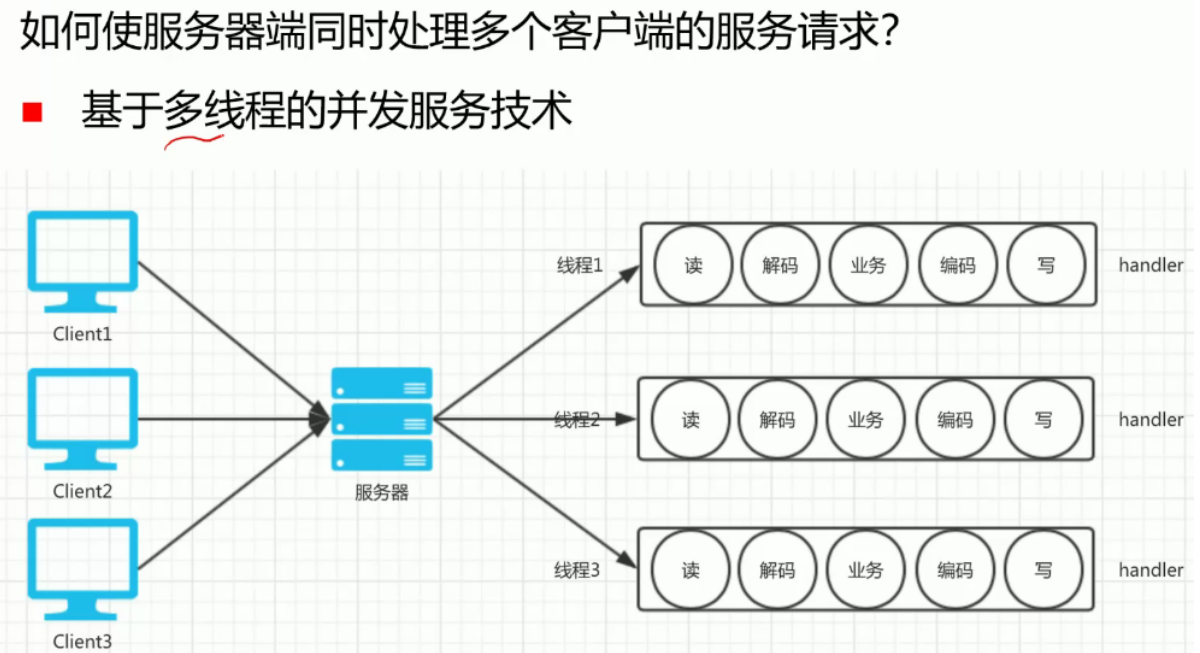 如何使服务器端同时处理多个客户端的服务请求？
基于多线程的并发服务技术
Client1
线程1 读 解码 业务 编码 写 handler
Client2
服务器
线程2 读 解码 业务 编码 写 handler
Client3
线程3 读 解码 业务 编码 写 handler